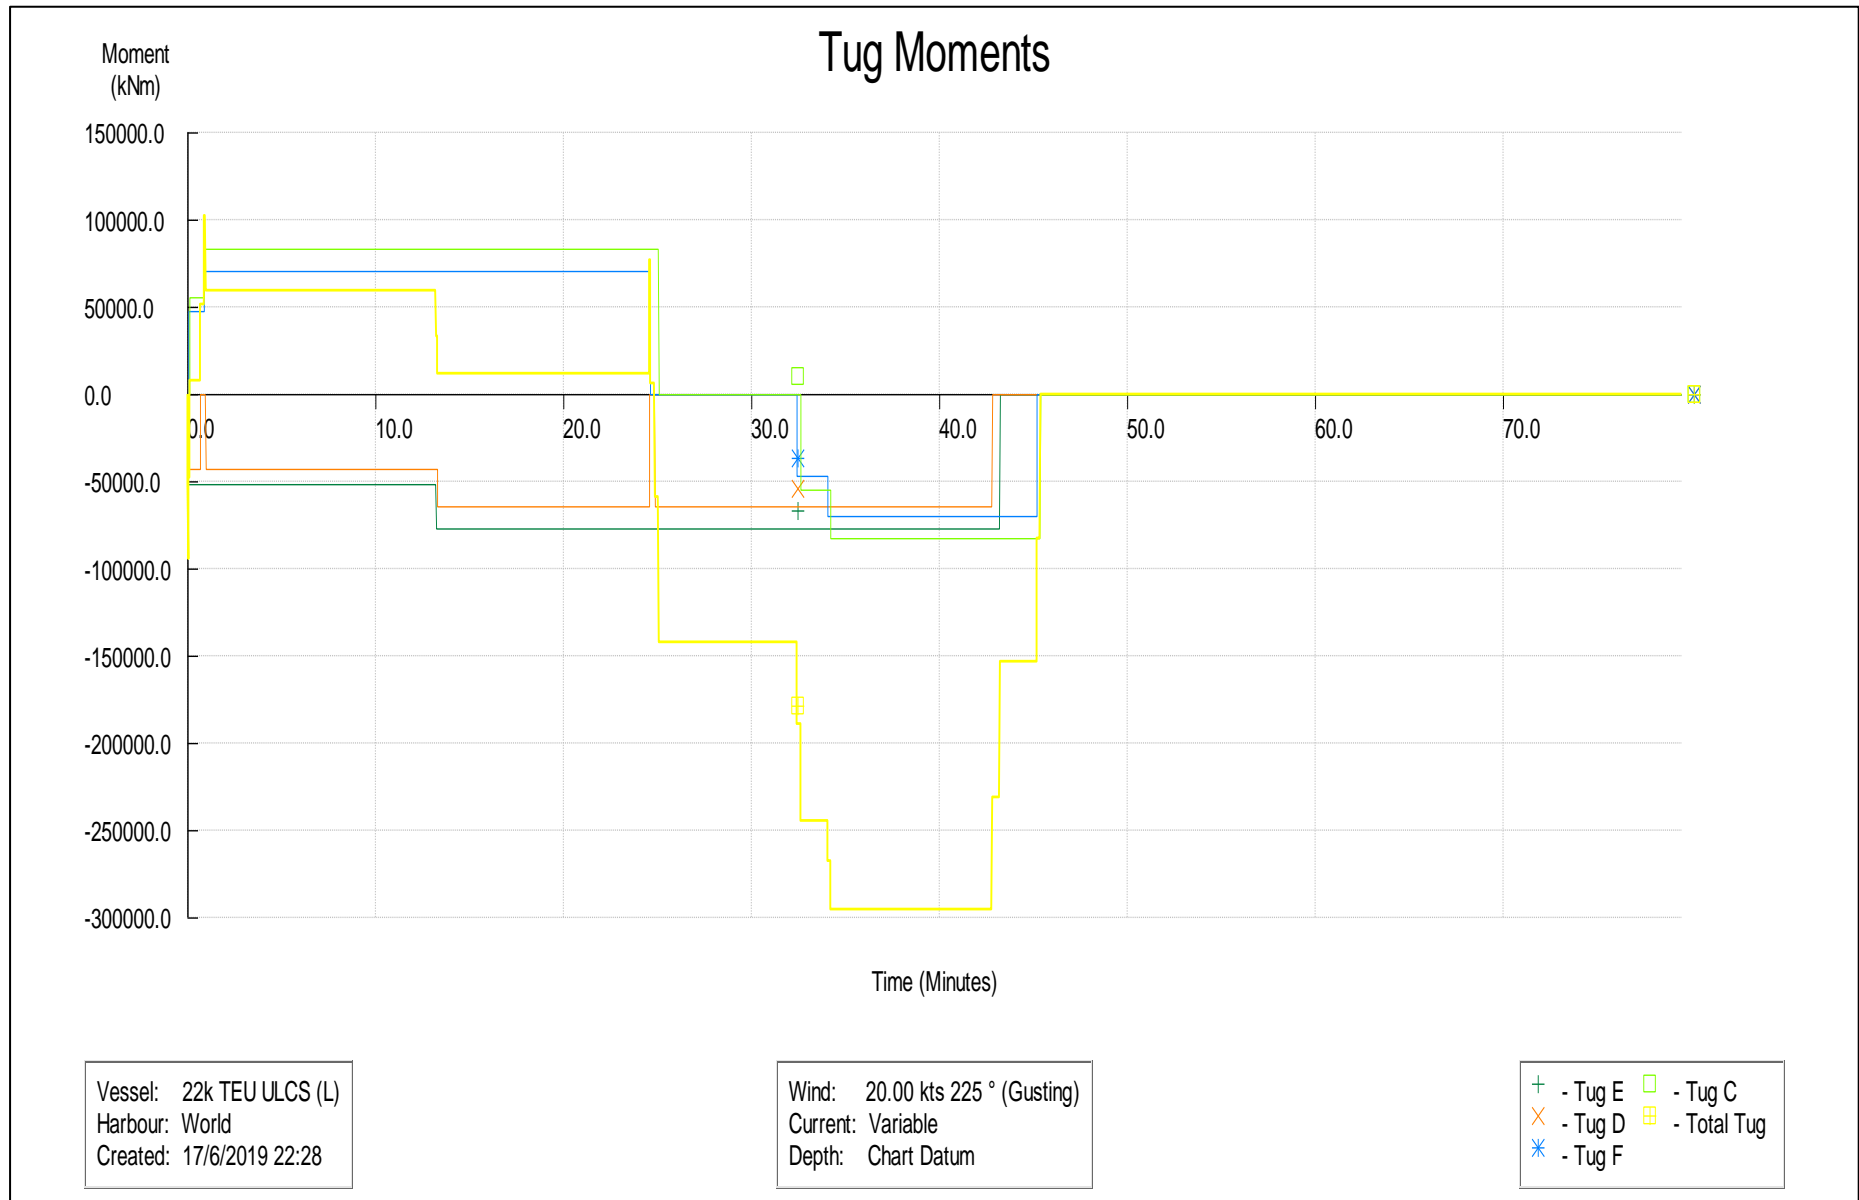 Tug Moments
Moment
(kNm)
150000.0
100000.0
50000.0
0.0
-50000.0
-100000.0
-150000.0
-200000.0
-250000.0
-300000.0
0.0 10.0 20.0 30.0 40.0 50.0 60.0 70.0
Time (Minutes)
Vessel: 22k TEU ULCS (L)
Harbour: World
Created: 17/6/2019 22:28
Wind: 20.00 kts 225 ° (Gusting)
Current: Variable
Depth: Chart Datum
- Tug E - Tug C
- Tug D - Total Tug
- Tug F